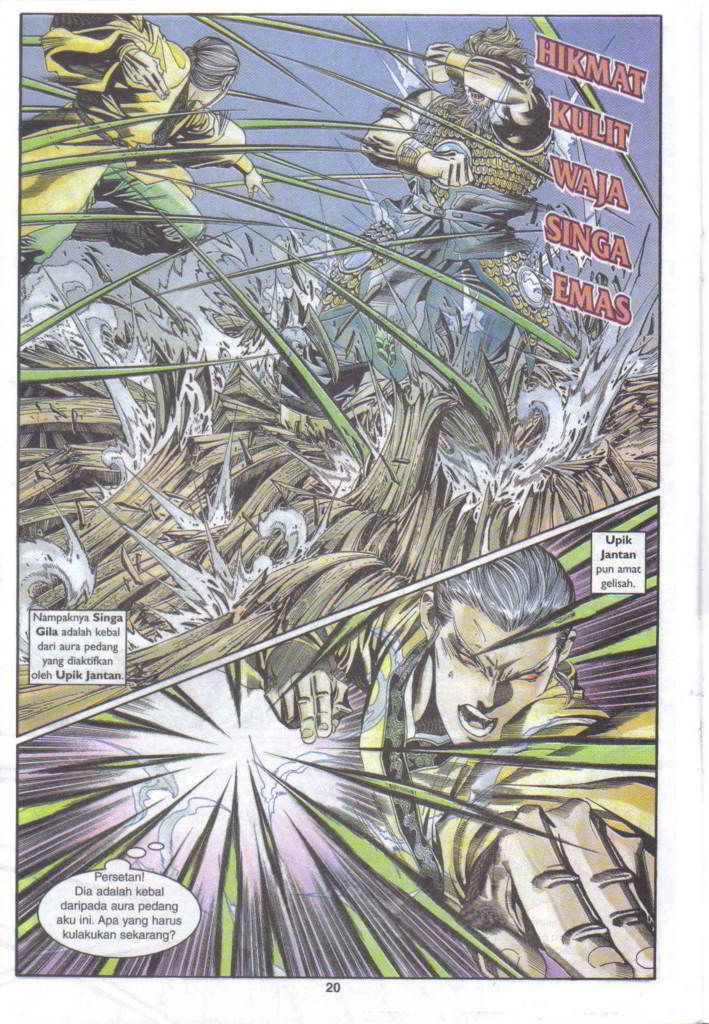 HIKMAT
KULIT
WAJA
SINGA
EMAS
Nampaknya Singa
Gila adalah kebal
dari aura pedang
yang diaktifkan
oleh Upik Jantan.
Upik
Jantan
pun amat
gelisah.
Persetan!
Dia adalah kebal
daripada aura pedang
aku ini. Apa yang harus
kulakukan sekarang?
20